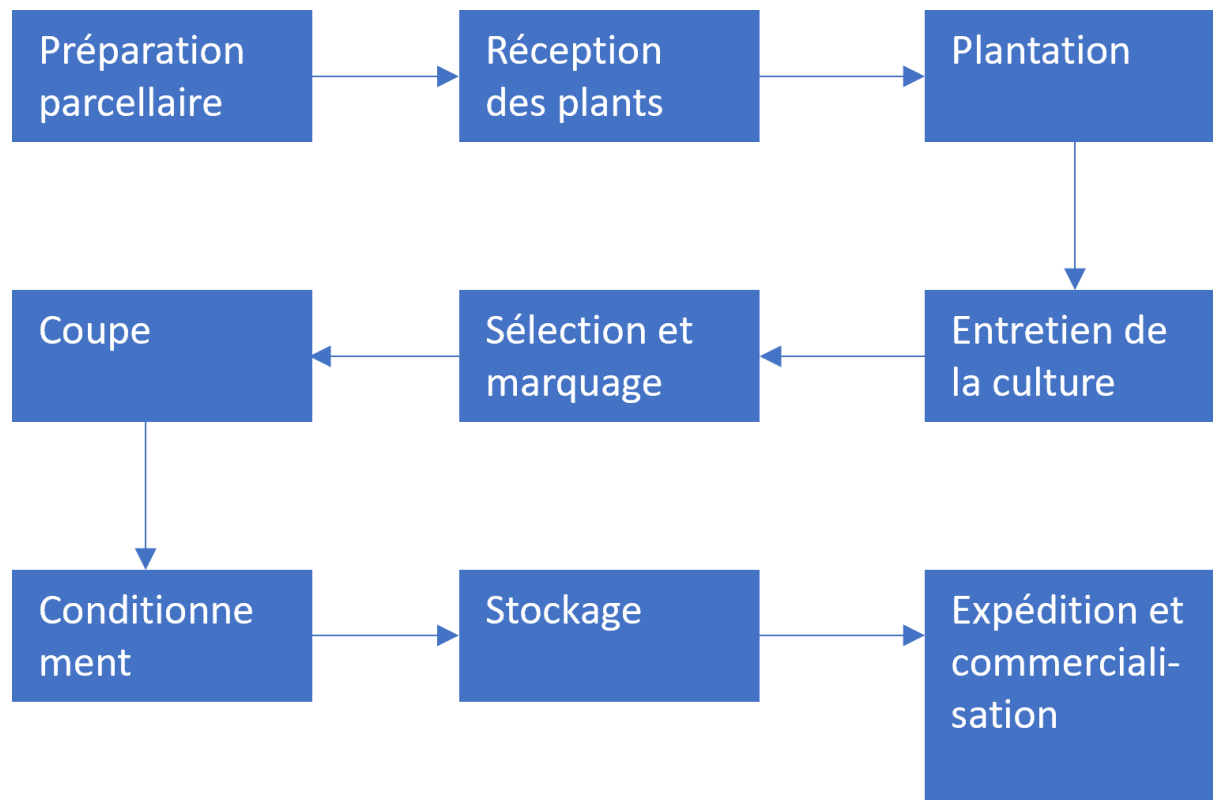 Préparation
parcellaire
Réception
des plants
Plantation
Entretien de
la culture
Sélection et
marquage
Coupe
Conditionne
ment
Stockage
Expédition et
commerciali-
sation